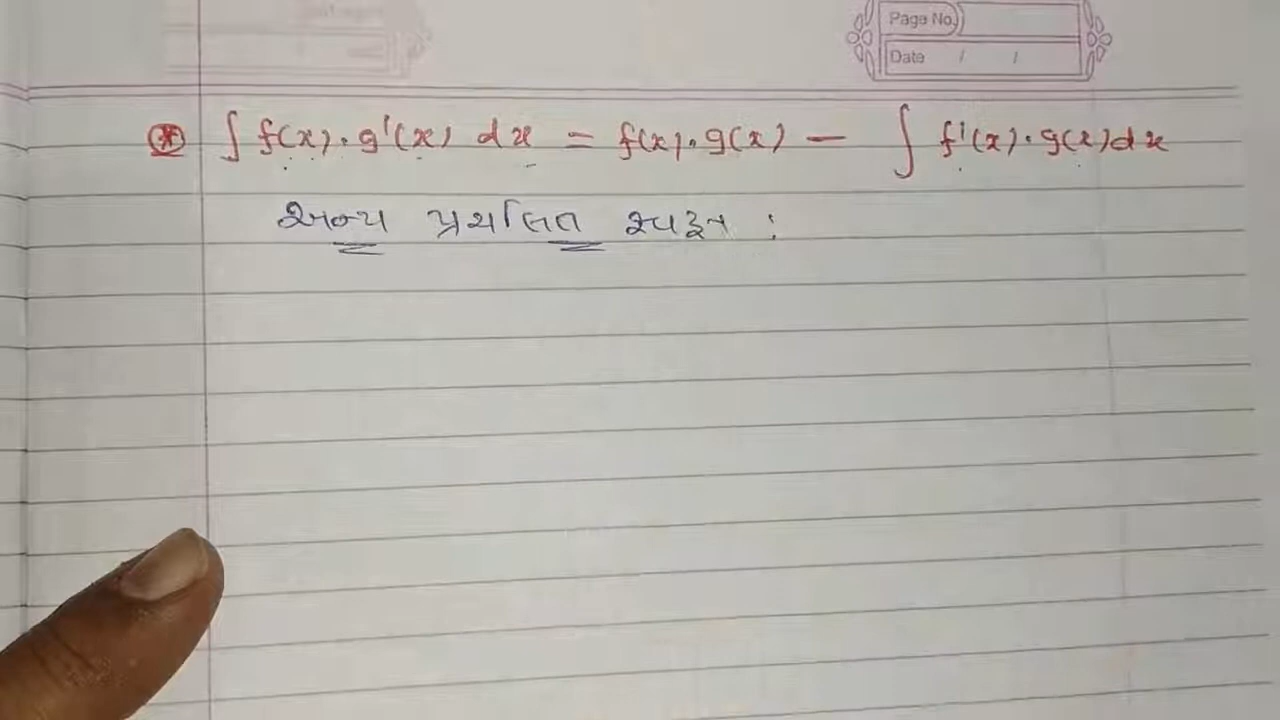 Page No.
Date / /
* ∫ f(x) . g'(x) dx = f(x) . g(x) — ∫ f'(x) . g(x) dx
અન્ય પ્રચલિત સ્વરૂપ :